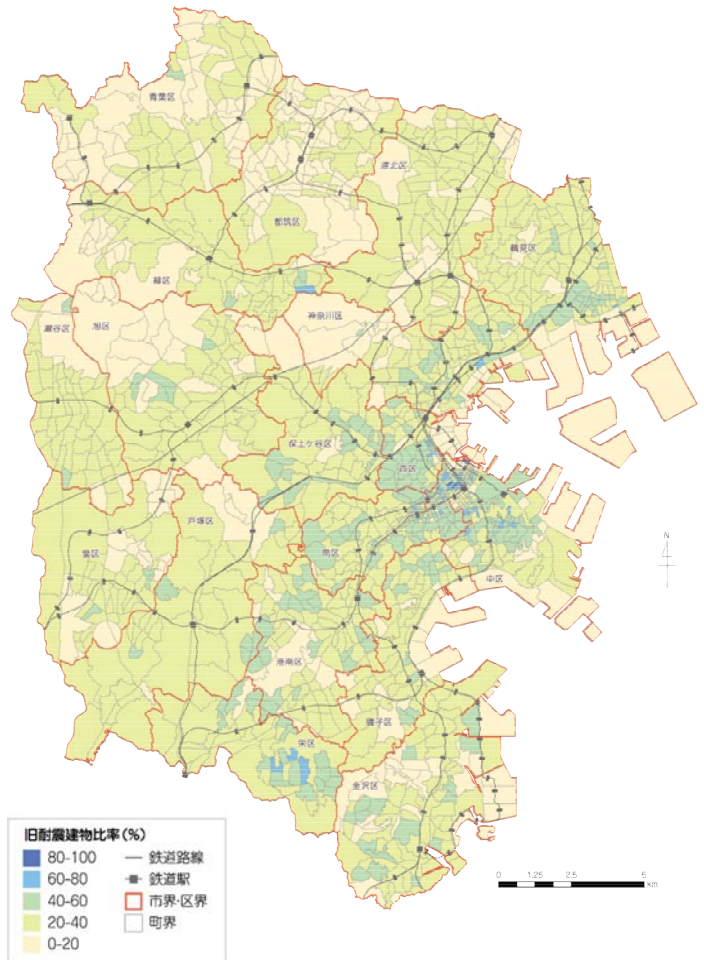 青葉区
港北区
都筑区
鶴見区
緑区
瀬谷区
旭区
神奈川区
保土ケ谷区
西区
戸塚区
南区
泉区
中区
N
港南区
磯子区
栄区
金沢区
旧耐震建物比率(%)
80-100
60-80
40-60
20-40
0-20
鉄道路線
鉄道駅
市界・区界
町界
0 1.25 2.5 5
km